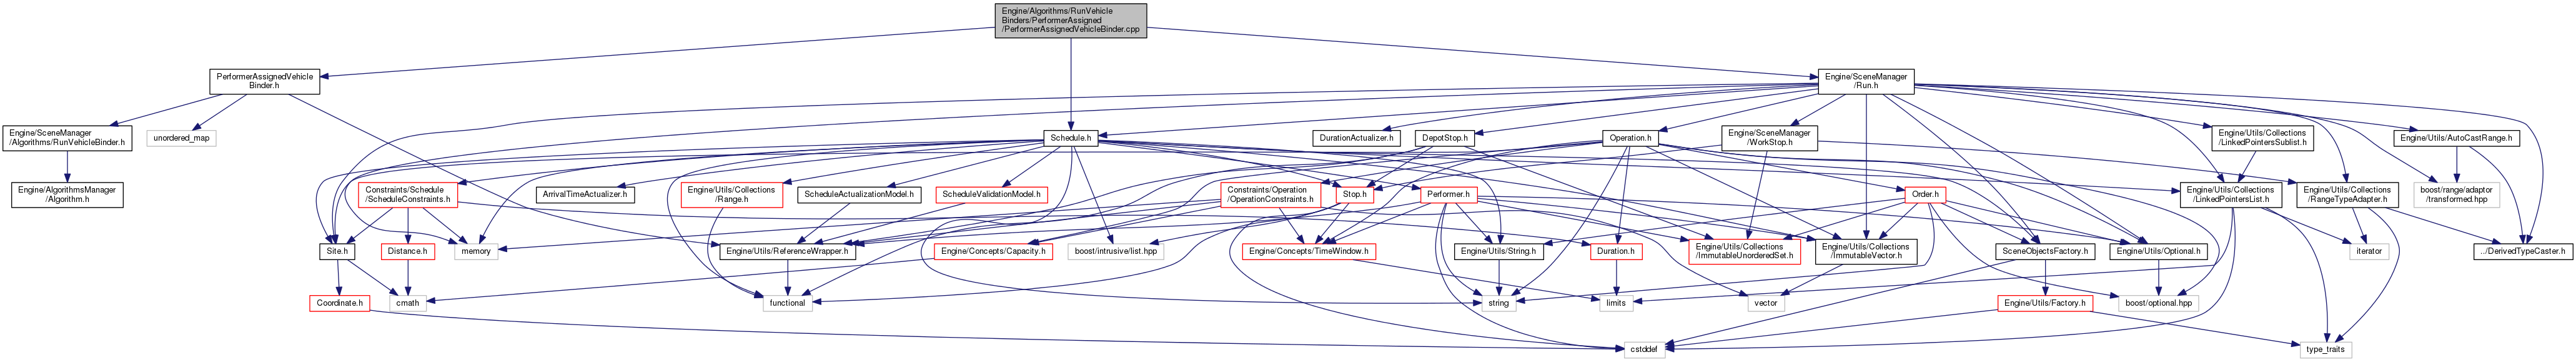 Engine/Algorithms/RunVehicle
Binders/PerformerAssigned
/PerformerAssignedVehicleBinder.cpp
PerformerAssignedVehicle
Binder.h
Engine/SceneManager
/Run.h
Engine/SceneManager
/Algorithms/RunVehicleBinder.h
unordered_map
Schedule.h
DurationActualizer.h
DepotStop.h
Operation.h
Engine/SceneManager
/WorkStop.h
Engine/Utils/Collections
/LinkedPointersSublist.h
Engine/Utils/AutoCastRange.h
Engine/AlgorithmsManager
/Algorithm.h
Constraints/Schedule
/ScheduleConstraints.h
ArrivalTimeActualizer.h
Engine/Utils/Collections
/Range.h
ScheduleActualizationModel.h
ScheduleValidationModel.h
Constraints/Operation
/OperationConstraints.h
Stop.h
Performer.h
Order.h
Engine/Utils/Collections
/LinkedPointersList.h
Engine/Utils/Collections
/RangeTypeAdapter.h
boost/range/adaptor
/transformed.hpp
Site.h
Distance.h
memory
Engine/Utils/ReferenceWrapper.h
Engine/Concepts/Capacity.h
boost/intrusive/list.hpp
Engine/Concepts/TimeWindow.h
Engine/Utils/String.h
Duration.h
Engine/Utils/Collections
/ImmutableUnorderedSet.h
Engine/Utils/Collections
/ImmutableVector.h
SceneObjectsFactory.h
Engine/Utils/Optional.h
iterator
../DerivedTypeCaster.h
Coordinate.h
cmath
functional
string
limits
vector
Engine/Utils/Factory.h
boost/optional.hpp
cstddef
type_traits